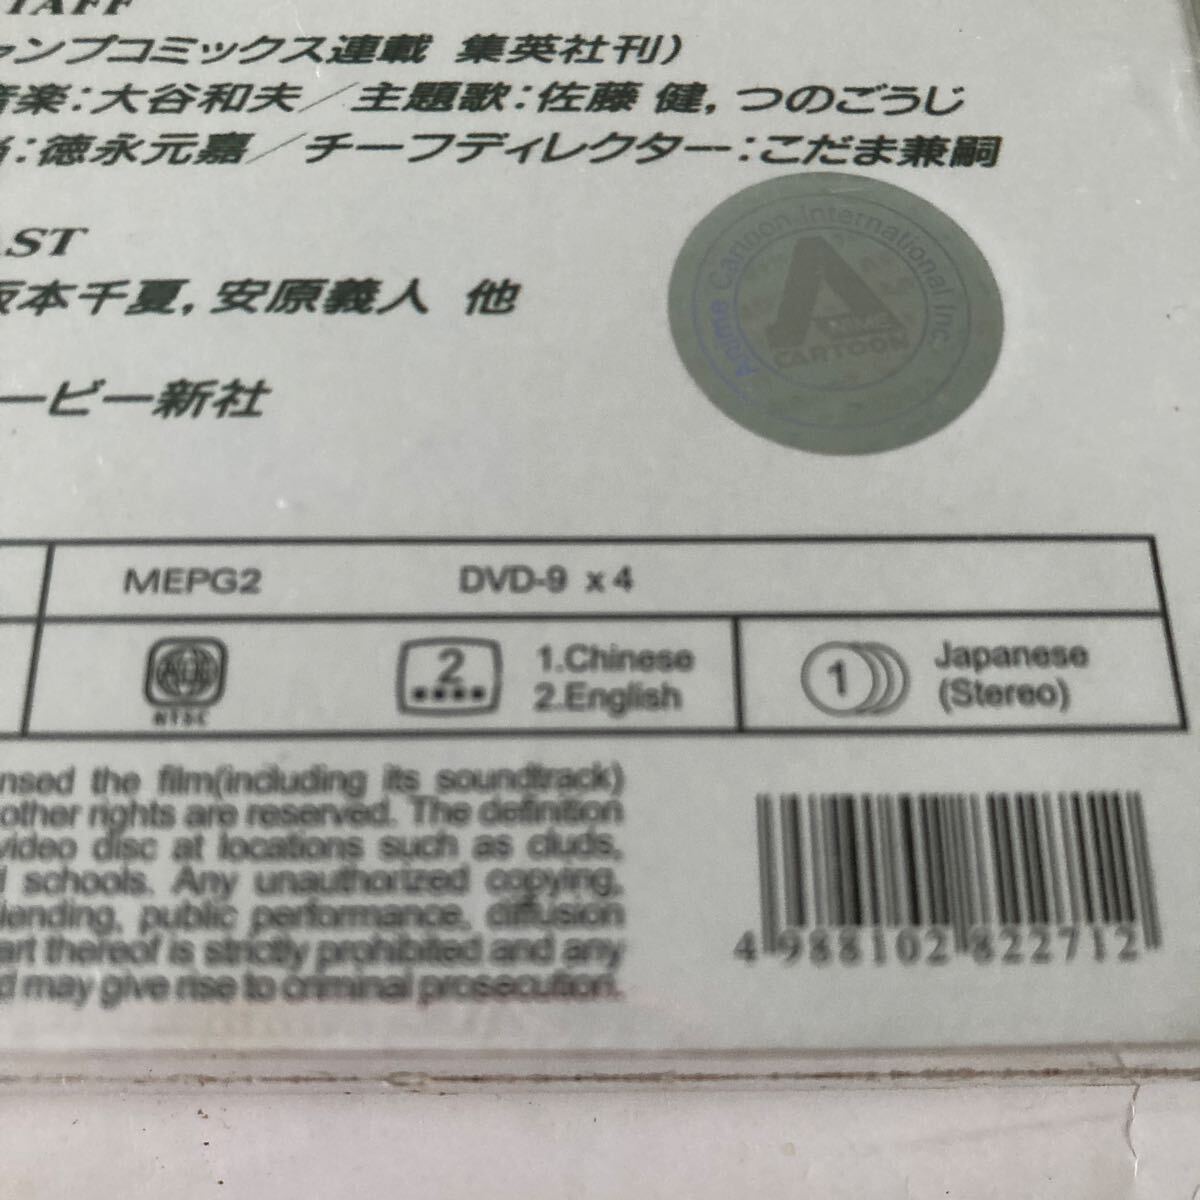 TAFF
ャンプコミックス連載 集英社刊）
音楽：大谷和夫／主題歌：佐藤 健，つのごうじ
：徳永元嘉／チーフディレクター：こだま兼嗣
AST
坂本千夏，安原義人 他
ービー新社
Anime Cartoon International, Inc
A
NIME
CARTOON
MEPG2 DVD-9 x 4
NTSC
2
1.Chinese
2.English
1
Japanese
(Stereo)
nsed the film(including its soundtrack)
other rights are reserved. The definition
video disc at locations such as cluds,
schools. Any unauthorized copying,
lending, public performance, diffusion
art thereof is strictly prohibited and any
d may give rise to criminal prosecution.
4 988102 822712